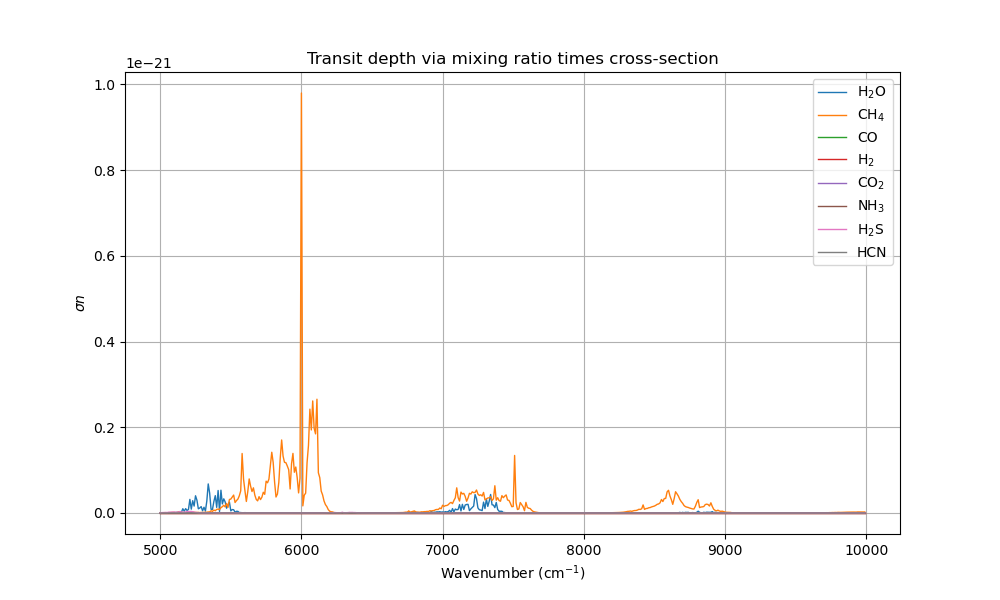 Transit depth via mixing ratio times cross-section
1e−21
1.0
0.8
0.6
0.4
0.2
0.0
σn
5000 6000 7000 8000 9000 10000
Wavenumber (cm⁻¹)
H₂O
CH₄
CO
H₂
CO₂
NH₃
H₂S
HCN